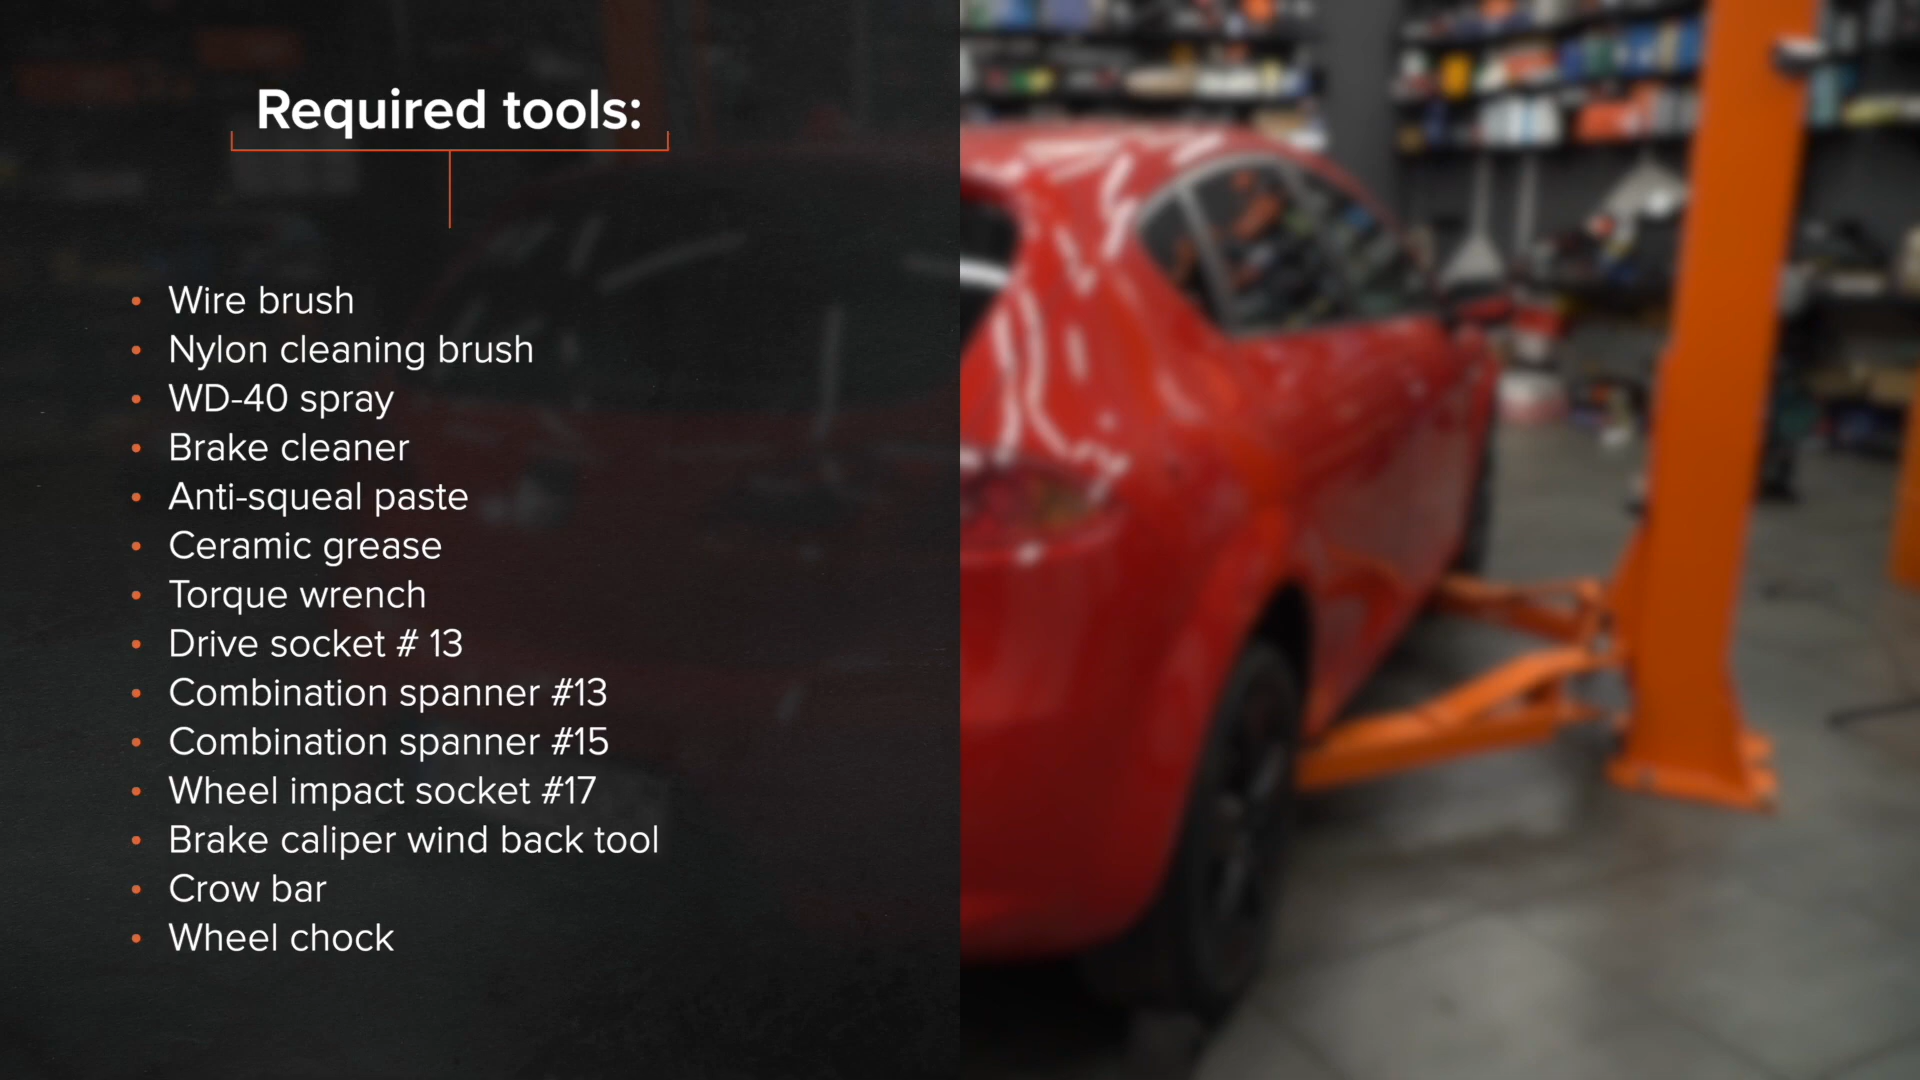 Required tools:
• Wire brush
• Nylon cleaning brush
• WD-40 spray
• Brake cleaner
• Anti-squeal paste
• Ceramic grease
• Torque wrench
• Drive socket # 13
• Combination spanner #13
• Combination spanner #15
• Wheel impact socket #17
• Brake caliper wind back tool
• Crow bar
• Wheel chock